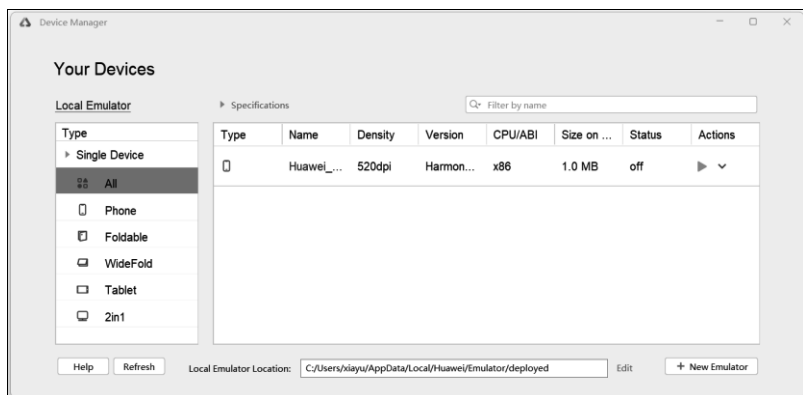 Device Manager
Your Devices
Local Emulator
Specifications
Filter by name
Type
Single Device
All
Phone
Foldable
WideFold
Tablet
2in1
Type Name Density Version CPU/ABI Size on ... Status Actions
Huawei_... 520dpi Harmon... x86 1.0 MB off
Help Refresh Local Emulator Location: C:/Users/xiayu/AppData/Local/Huawei/Emulator/deployed Edit + New Emulator